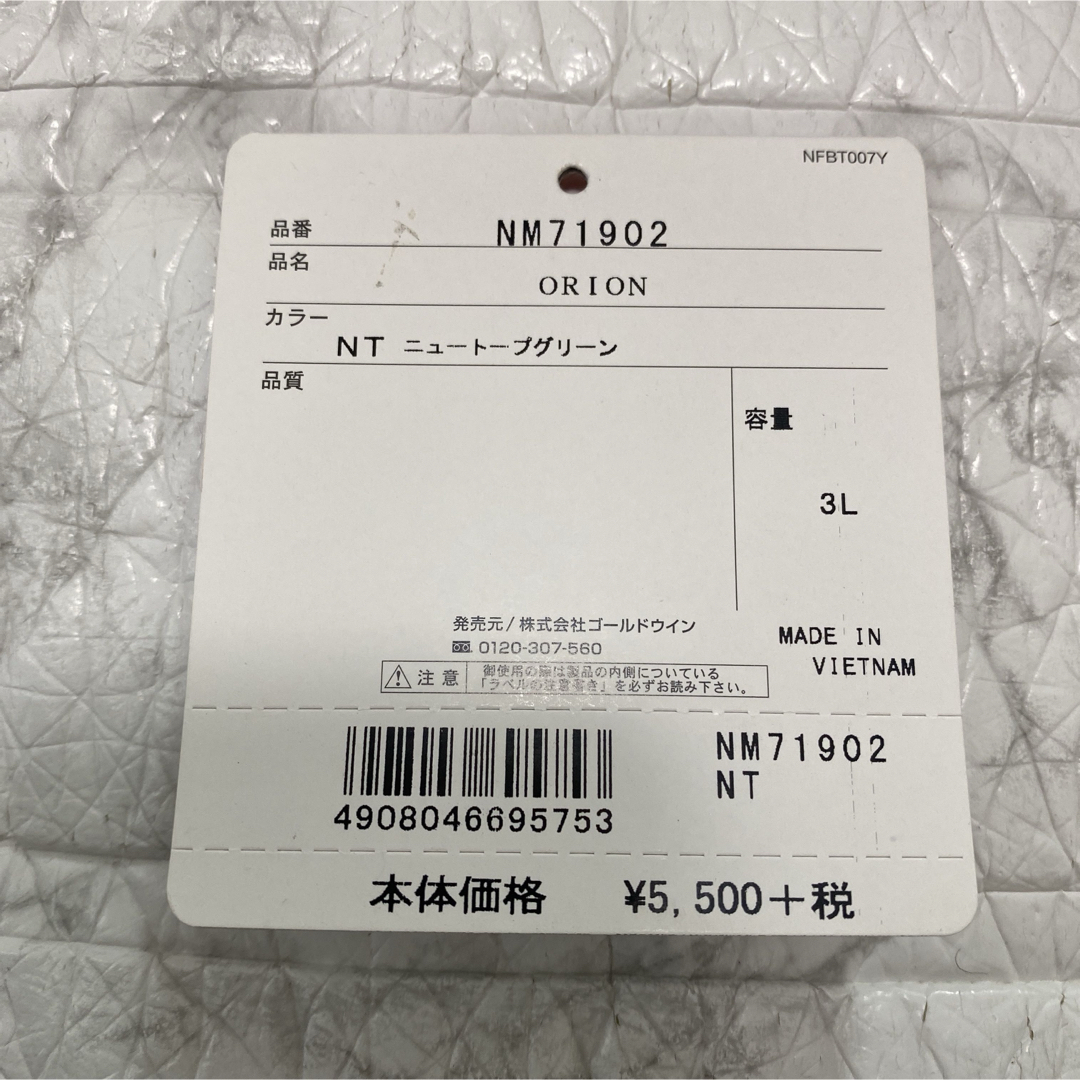 NFBT007Y
品番 NM71902
品名 ORION
カラー
NT ニュートープグリーン
品質
容量
3L
発売元/株式会社ゴールドウイン
0120-307-560
MADE IN
VIETNAM
注意
御使用の際は製品の内側についている
「ラベルの注意書き」を必ずお読み下さい。
NM71902
NT
4908046695753
本体価格 ¥5,500+税